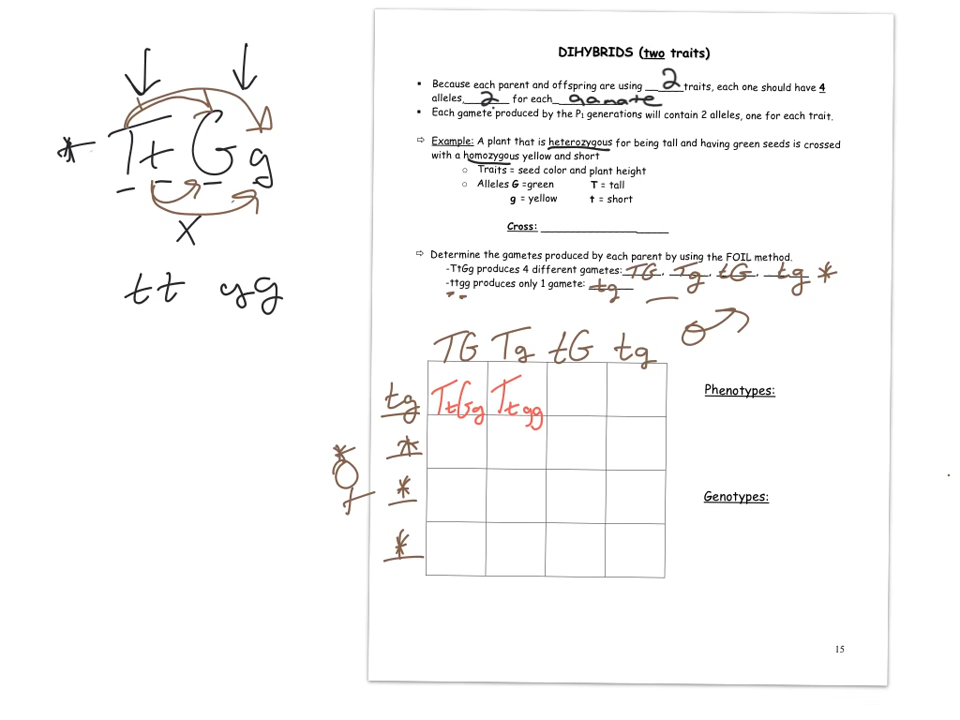 DIHYBRIDS (two traits)
Because each parent and offspring are using 2 traits, each one should have 4
alleles, 2 for each gamate.
Each gamete produced by the P1 generations will contain 2 alleles, one for each trait.
Example: A plant that is heterozygous for being tall and having green seeds is crossed
with a homozygous yellow and short
Traits = seed color and plant height
Alleles G =green T = tall
g = yellow t = short
Cross:
Determine the gametes produced by each parent by using the FOIL method.
-TtGg produces 4 different gametes: TG, Tg, tG, tg *
-ttgg produces only 1 gamete: tg
* TtGg
X
tt gg
TG Tg tG tg
tg TtGg Ttgg
*
*
*
*
Phenotypes:
Genotypes:
15